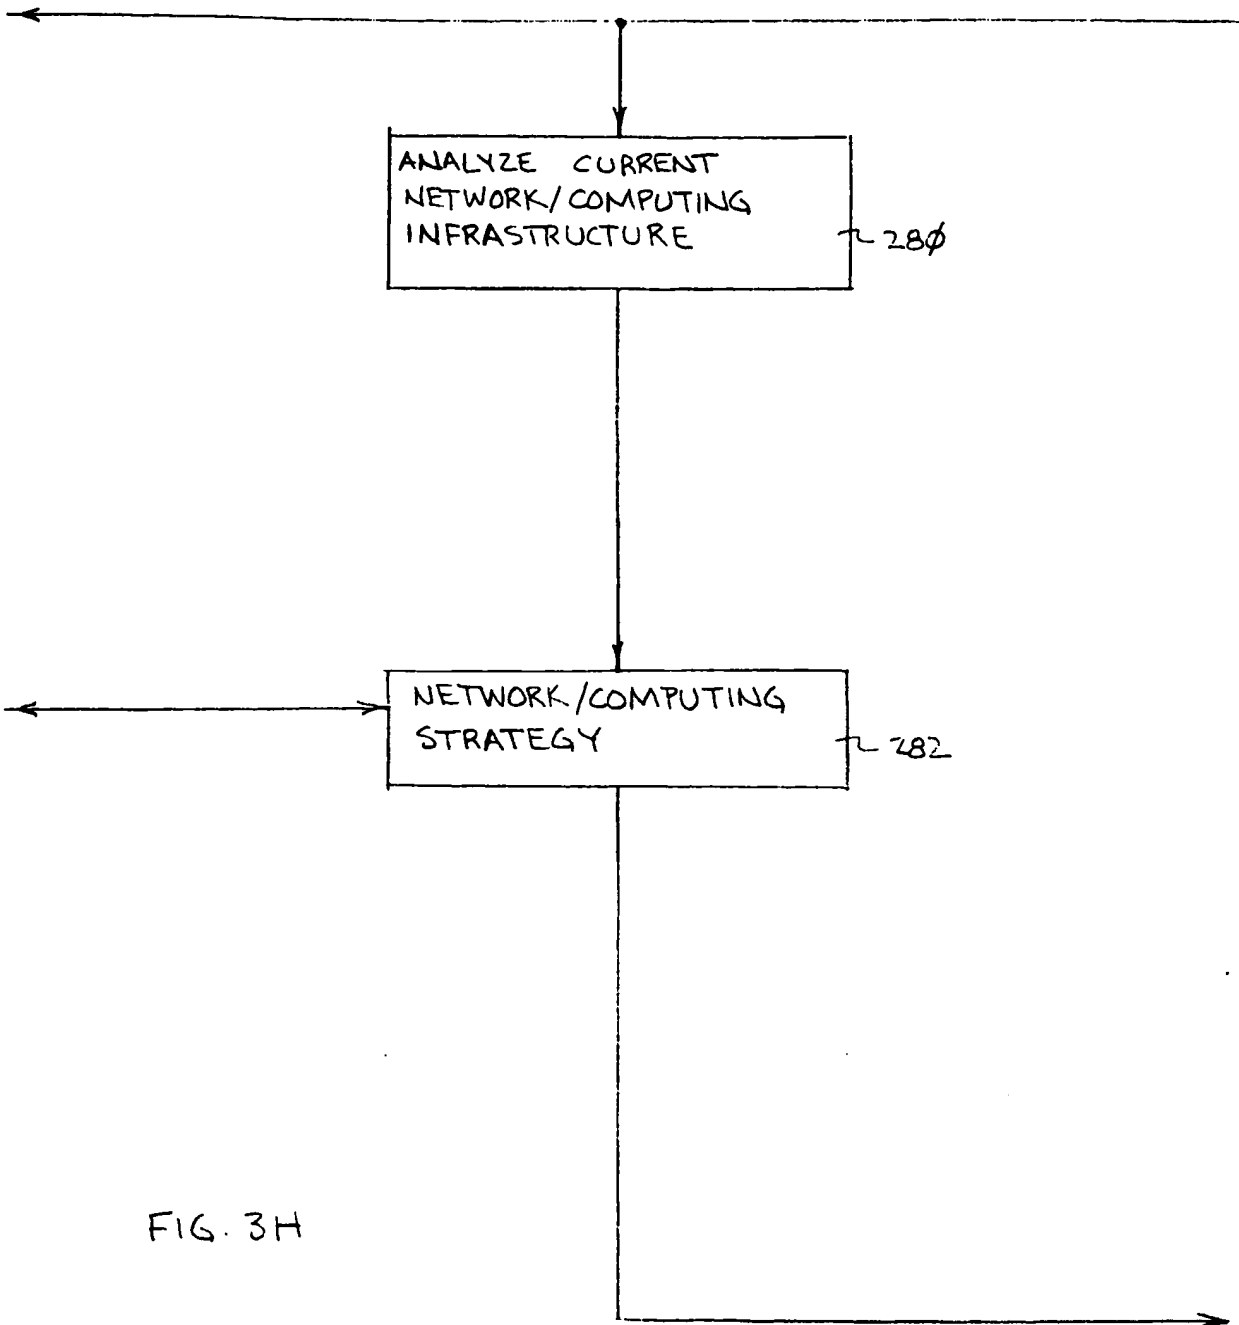 ANALYZE CURRENT
NETWORK/COMPUTING
INFRASTRUCTURE
280
NETWORK/COMPUTING
STRATEGY
282
FIG. 3H